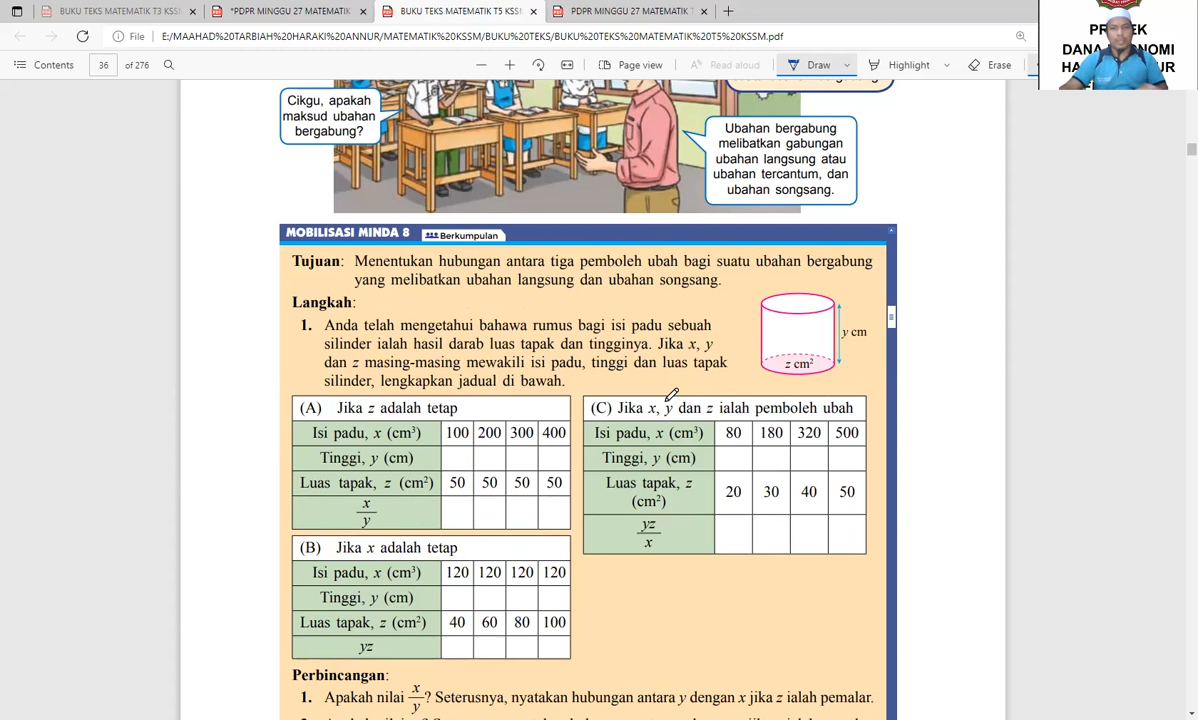 BUKU TEKS MATEMATIK T3 KSS
*PDPR MINGGU 27 MATEMATIK
BUKU TEKS MATEMATIK T5 KSS
PDPR MINGGU 27 MATEMATIK T
File
E:/MAAHAD%20TARBIAH%20HARAKI%20ANNUR/MATEMATIK%20KSSM/BUKU%20TEKS/BUKU%20TEKS%20MATEMATIK%20T5%20KSSM.pdf
Contents
36
of 276
Page view
Read aloud
Draw
Highlight
Erase
DANA
Cikgu, apakah
maksud ubahan
bergabung?
Ubahan bergabung
melibatkan gabungan
ubahan langsung atau
ubahan tercantum, dan
ubahan songsang.
MOBILISASI MINDA 8
Berkumpulan
Tujuan: Menentukan hubungan antara tiga pemboleh ubah bagi suatu ubahan bergabung
yang melibatkan ubahan langsung dan ubahan songsang.
Langkah:
1. Anda telah mengetahui bahawa rumus bagi isi padu sebuah
silinder ialah hasil darab luas tapak dan tingginya. Jika x, y
dan z masing-masing mewakili isi padu, tinggi dan luas tapak
silinder, lengkapkan jadual di bawah.
y cm
z cm²
(A) Jika z adalah tetap
Isi padu, x (cm³) 100 200 300 400
Tinggi, y (cm)
Luas tapak, z (cm²) 50 50 50 50
x/y
(B) Jika x adalah tetap
Isi padu, x (cm³) 120 120 120 120
Tinggi, y (cm)
Luas tapak, z (cm²) 40 60 80 100
yz
(C) Jika x, y dan z ialah pemboleh ubah
Isi padu, x (cm³) 80 180 320 500
Tinggi, y (cm)
Luas tapak, z
(cm²) 20 30 40 50
yz/x
Perbincangan:
1. Apakah nilai x/y? Seterusnya, nyatakan hubungan antara y dengan x jika z ialah pemalar.